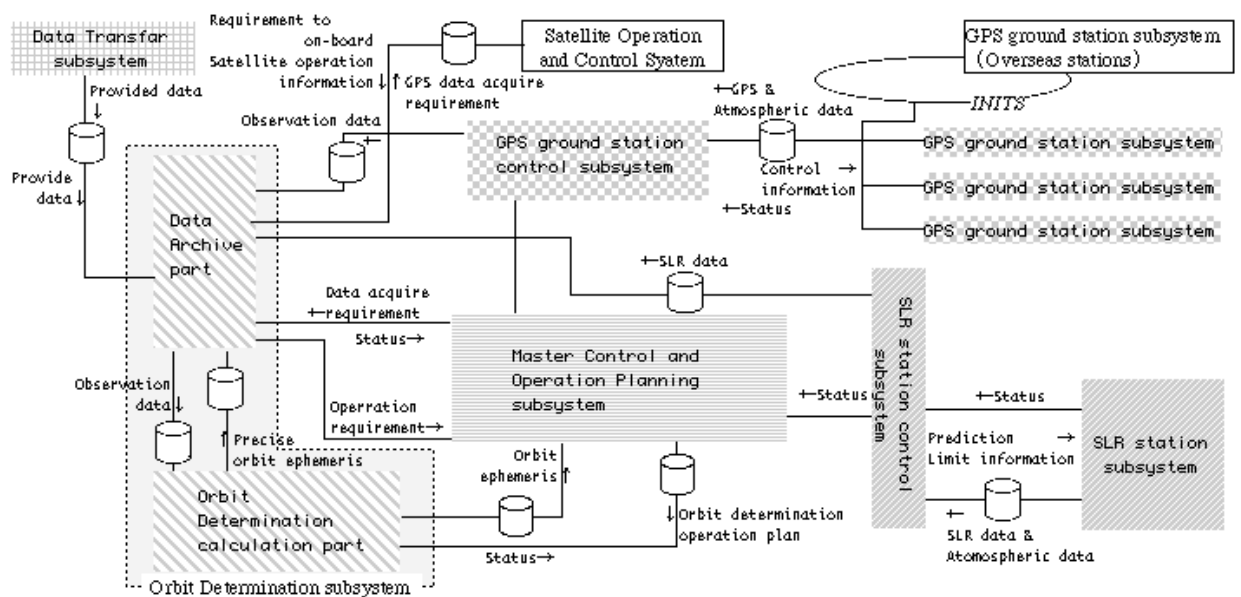 Data Transfar
subsystem
Requirement to
on-board
Satellite operation
information↓
↑ GPS data acquire
requirement
Satellite Operation
and Control Syatem
GPS ground station subsystem
(Overseas stations)
INITS
↓ Provided data
Provide
data↓
Observation data
←
GPS ground station
control subsystem
←GPS &
Atmospheric data
Control →
information
←Status
GPS ground station subsystem
GPS ground station subsystem
GPS ground station subsystem
Data
Archive
part
←SLR data
Data acquire
←requirement
Status→
Master Control and
Operation Planning
subsystem
SLR station control
subsystem
Observation
data↓
↑ Precise
orbit ephemeris
Operration
requirement→
←Status
←Status
Prediction →
Limit information
SLR station
subsystem
Orbit
ephemeris↑
Orbit
Determination
calculation part
Status→
↓Orbit determination
operation plan
←
SLR data &
Atomospheric data
Orbit Determination subsystem